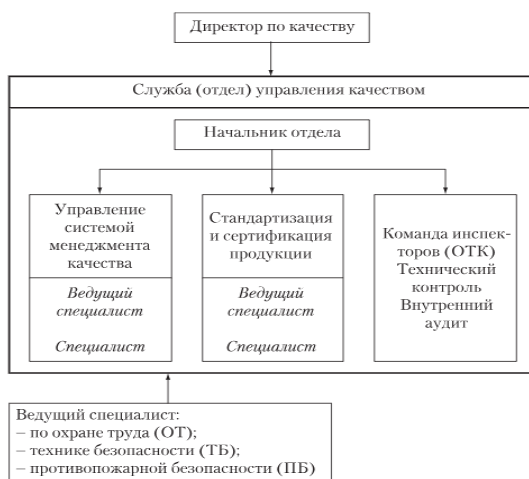 Директор по качеству
Служба (отдел) управления качеством
Начальник отдела
Управление
системой
менеджмента
качества
Ведущий
специалист
Специалист
Стандартизация
и сертификация
продукции
Ведущий
специалист
Специалист
Команда инспек-
торов (ОТК)
Технический
контроль
Внутренний
аудит
Ведущий специалист:
– по охране труда (ОТ);
– технике безопасности (ТБ);
– противопожарной безопасности (ПБ)